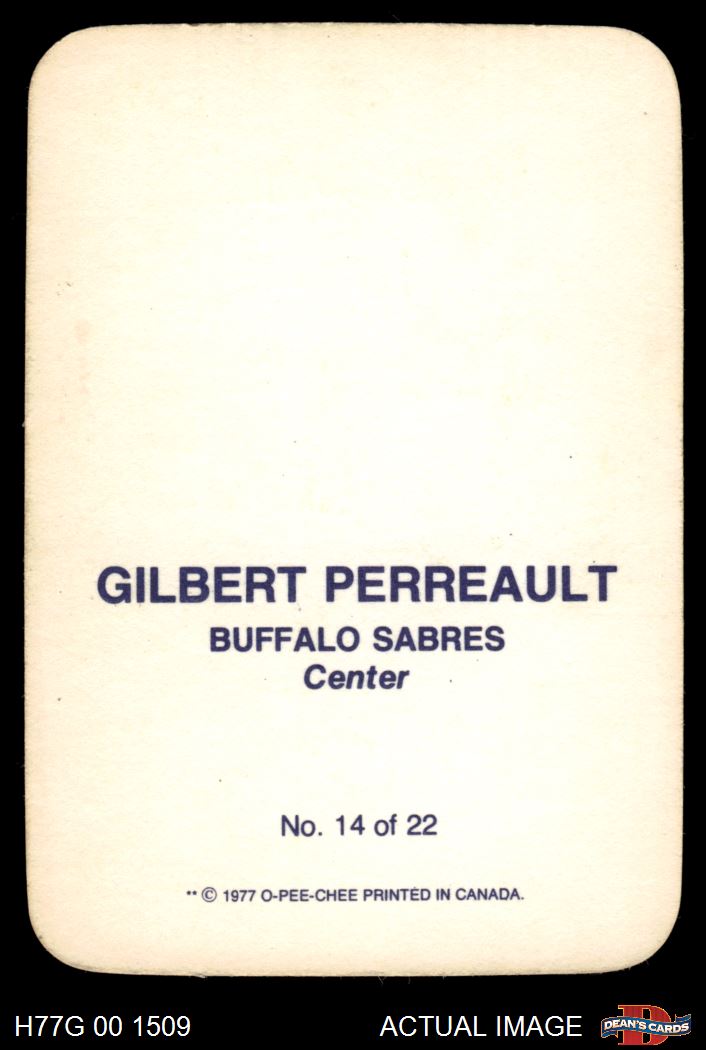 GILBERT PERREAULT
BUFFALO SABRES
Center
No. 14 of 22
** © 1977 O-PEE-CHEE PRINTED IN CANADA.
H77G 00 1509
ACTUAL IMAGE
D
DEAN'S CARDS